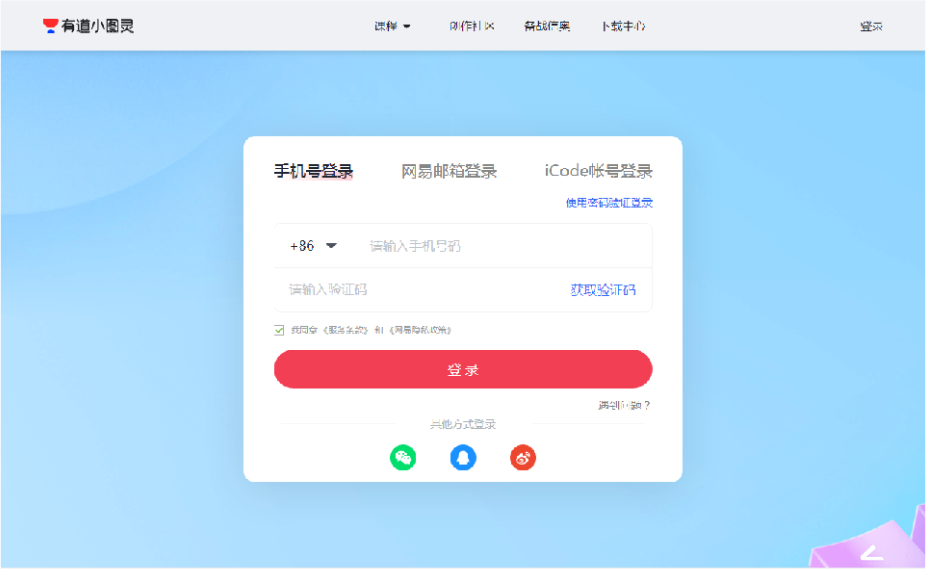 有道小图灵
课程 创作社区 备战信奥 下载中心 登录
手机号登录 网易邮箱登录 iCode帐号登录
使用密码验证登录
+86 请输入手机号码
请输入验证码 获取验证码
我同意《服务条款》和《网易隐私政策》
登录
遇到问题？
其他方式登录